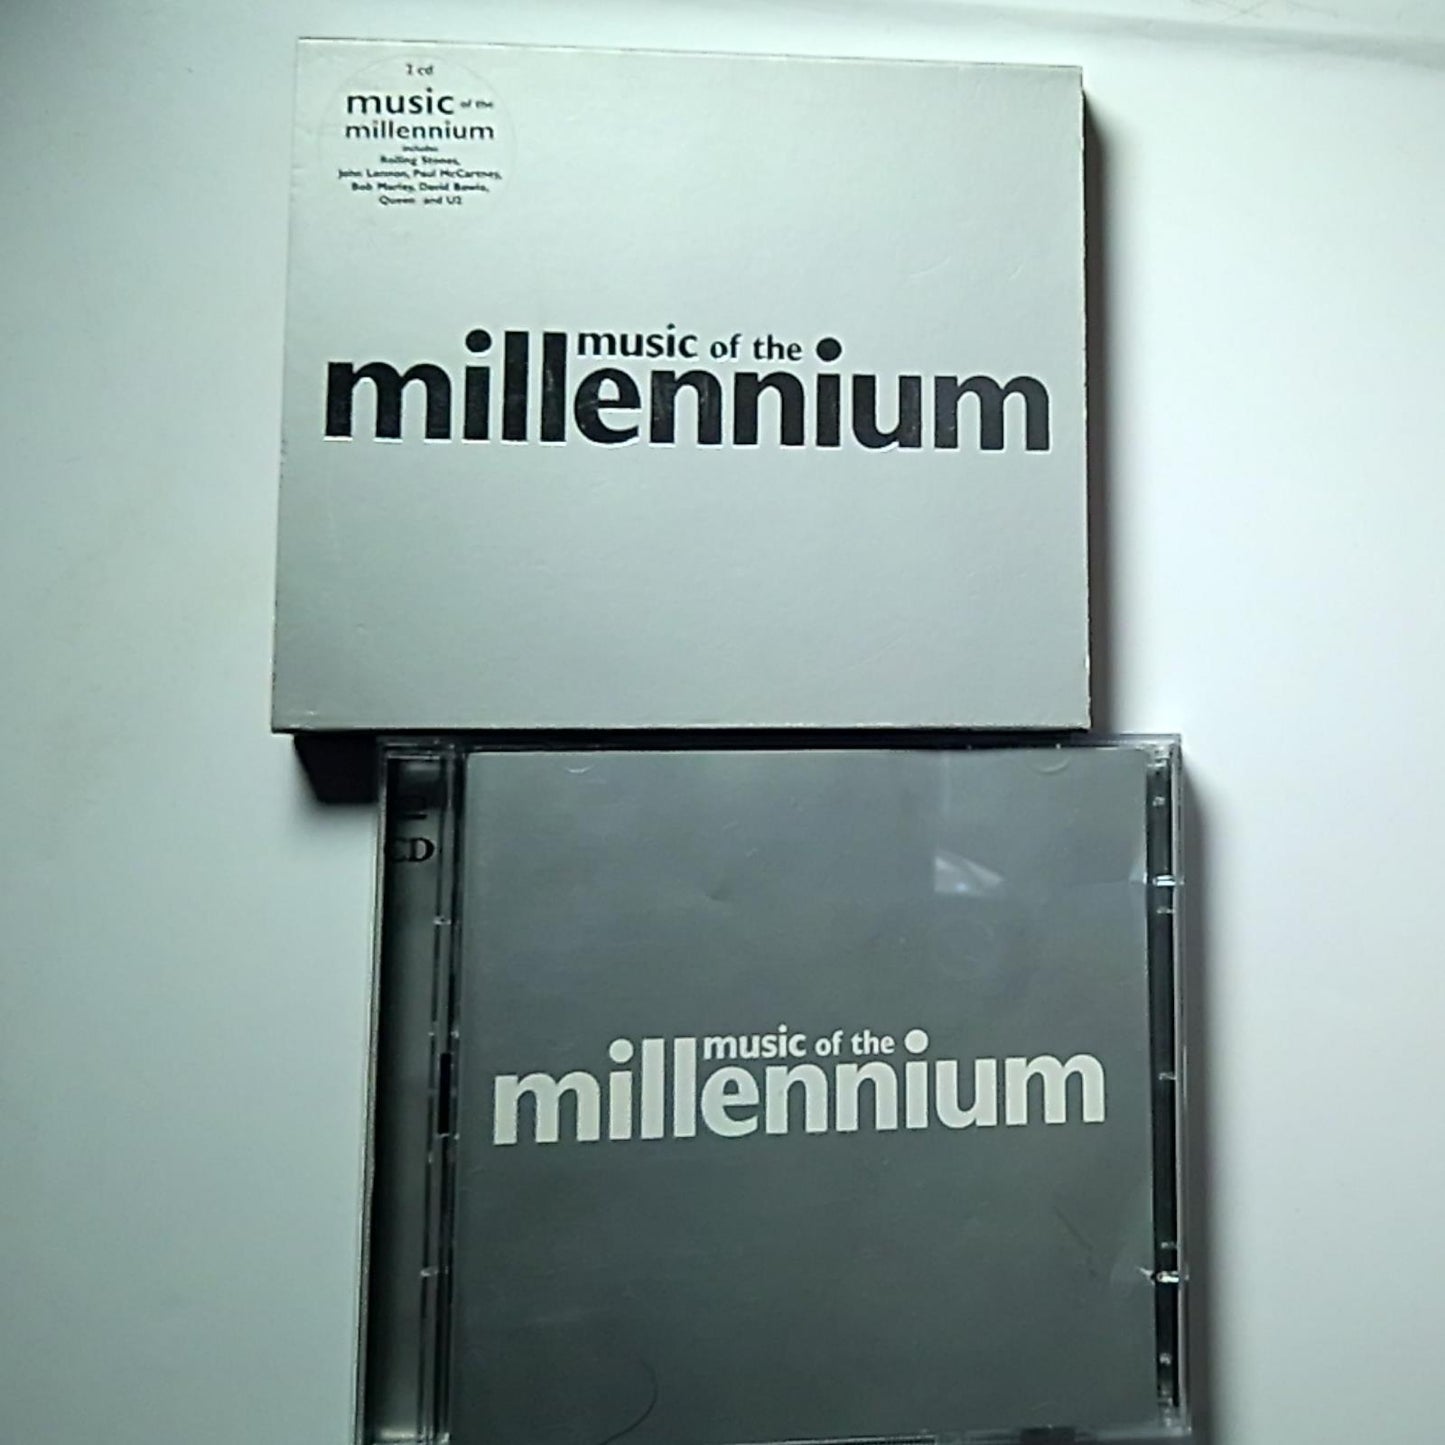 2 cd
music of the
millennium
includes
Rolling Stones,
John Lennon, Paul McCartney,
Bob Marley, David Bowie,
Queen and U2
music of the
millennium
2
CD
music of the
millennium